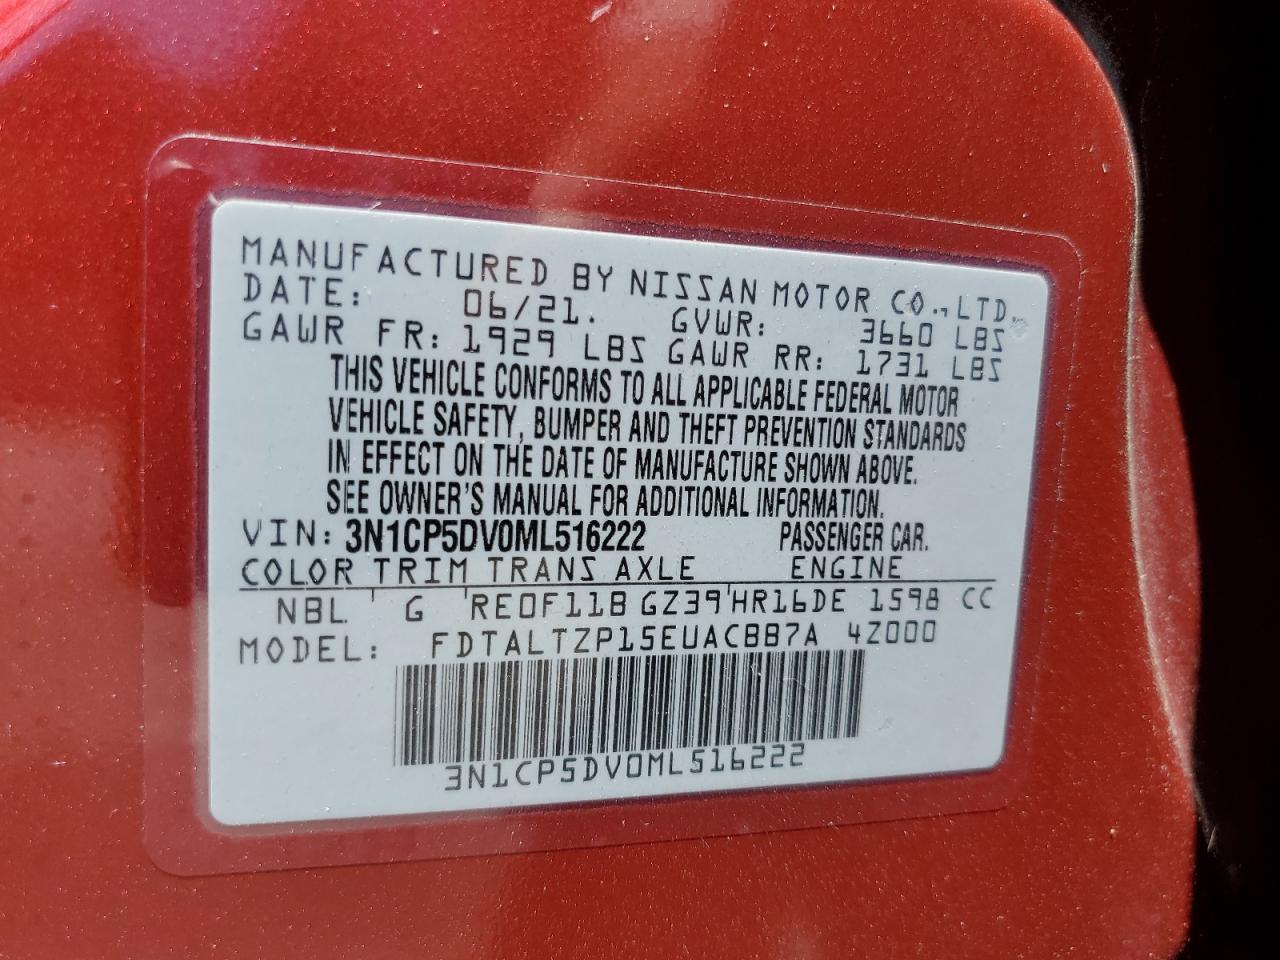 MANUFACTURED BY NISSAN MOTOR CO.,LTD.
DATE: 06/21. GVWR: 3660 LBS
GAWR FR: 1929 LBS GAWR RR: 1731 LBS
THIS VEHICLE CONFORMS TO ALL APPLICABLE FEDERAL MOTOR
VEHICLE SAFETY, BUMPER AND THEFT PREVENTION STANDARDS
IN EFFECT ON THE DATE OF MANUFACTURE SHOWN ABOVE.
SEE OWNER'S MANUAL FOR ADDITIONAL INFORMATION.
VIN: 3N1CP5DV0ML516222 PASSENGER CAR.
COLOR TRIM TRANS AXLE ENGINE
NBL ' G 'RE0F11B GZ39'HR16DE 1598 CC
MODEL: FDTALTZP15EUACBB7A 4Z000
3N1CP5DV0ML516222